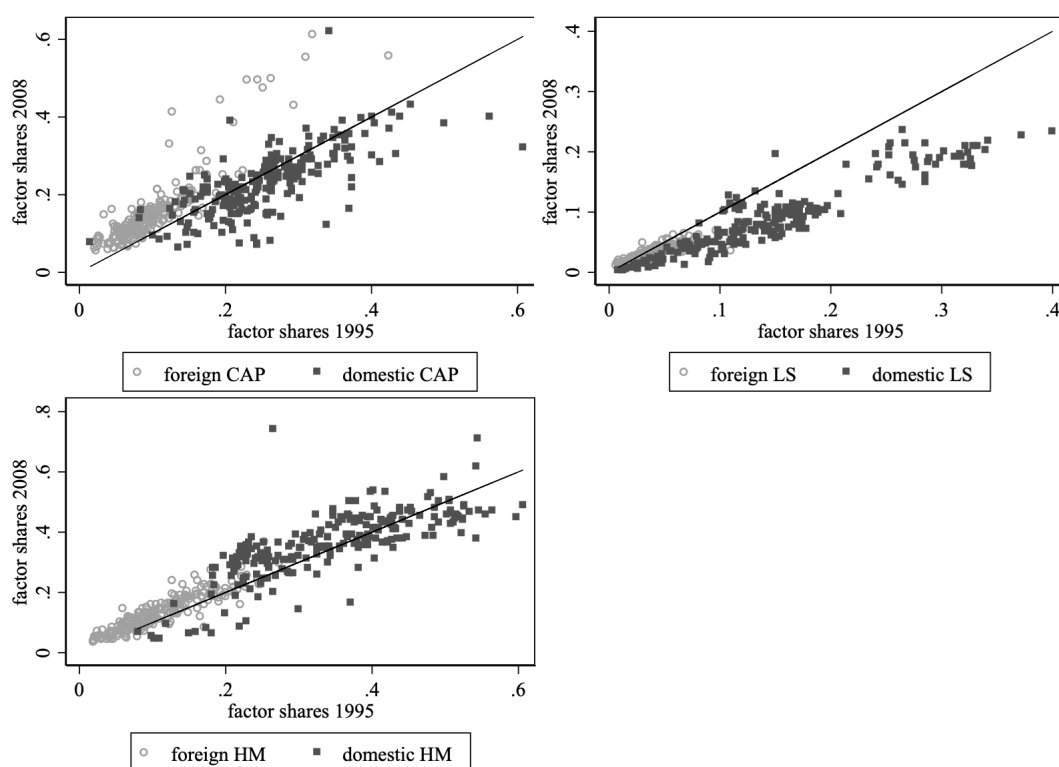 factor shares 2008
.6
.4
.2
0
0
.2
.4
.6
factor shares 1995
foreign CAP
domestic CAP
factor shares 2008
.4
.3
.2
.1
0
0
.1
.2
.3
.4
factor shares 1995
foreign LS
domestic LS
factor shares 2008
.8
.6
.4
.2
0
0
.2
.4
.6
factor shares 1995
foreign HM
domestic HM